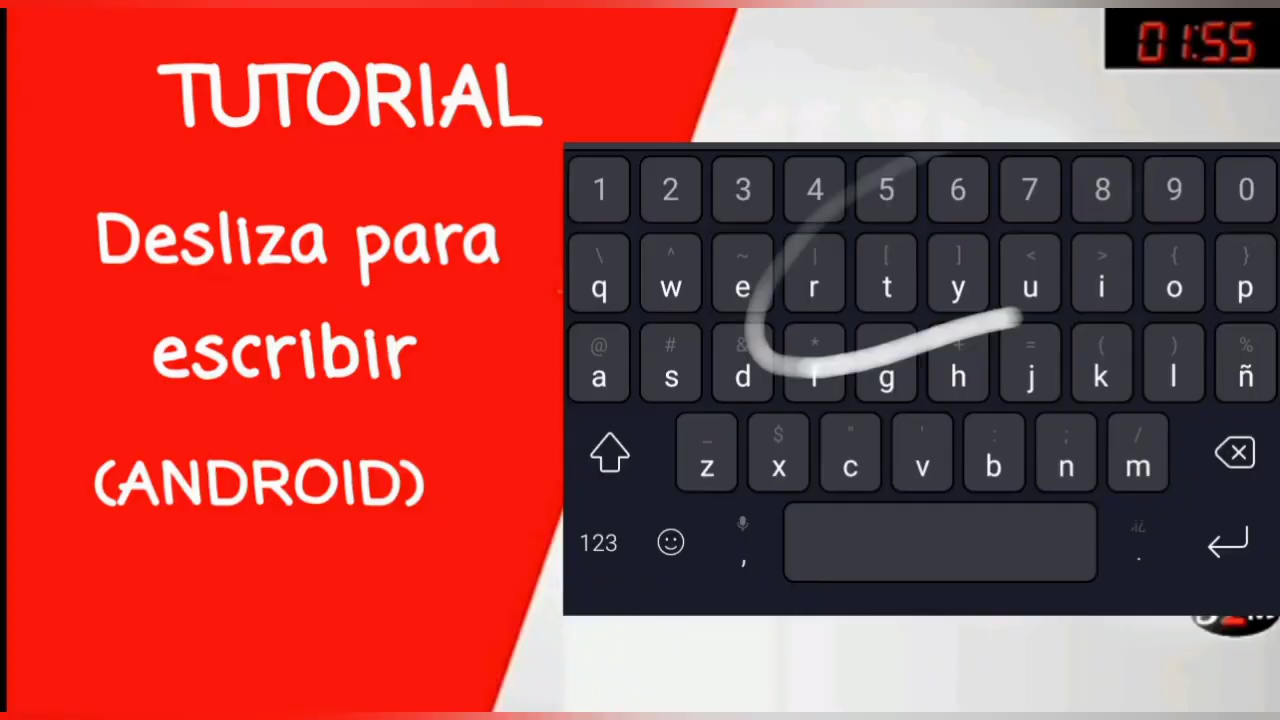 TUTORIAL
Desliza para
escribir
(ANDROID)
01:55
1 2 3 4 5 6 7 8 9 0
\ ^ ~ | [ ] < > { }
q w e r t y u i o p
@ # & * + = ( ) %
a s d f g h j k l ñ
_ $ " ' : ; /
z x c v b n m
123 , .